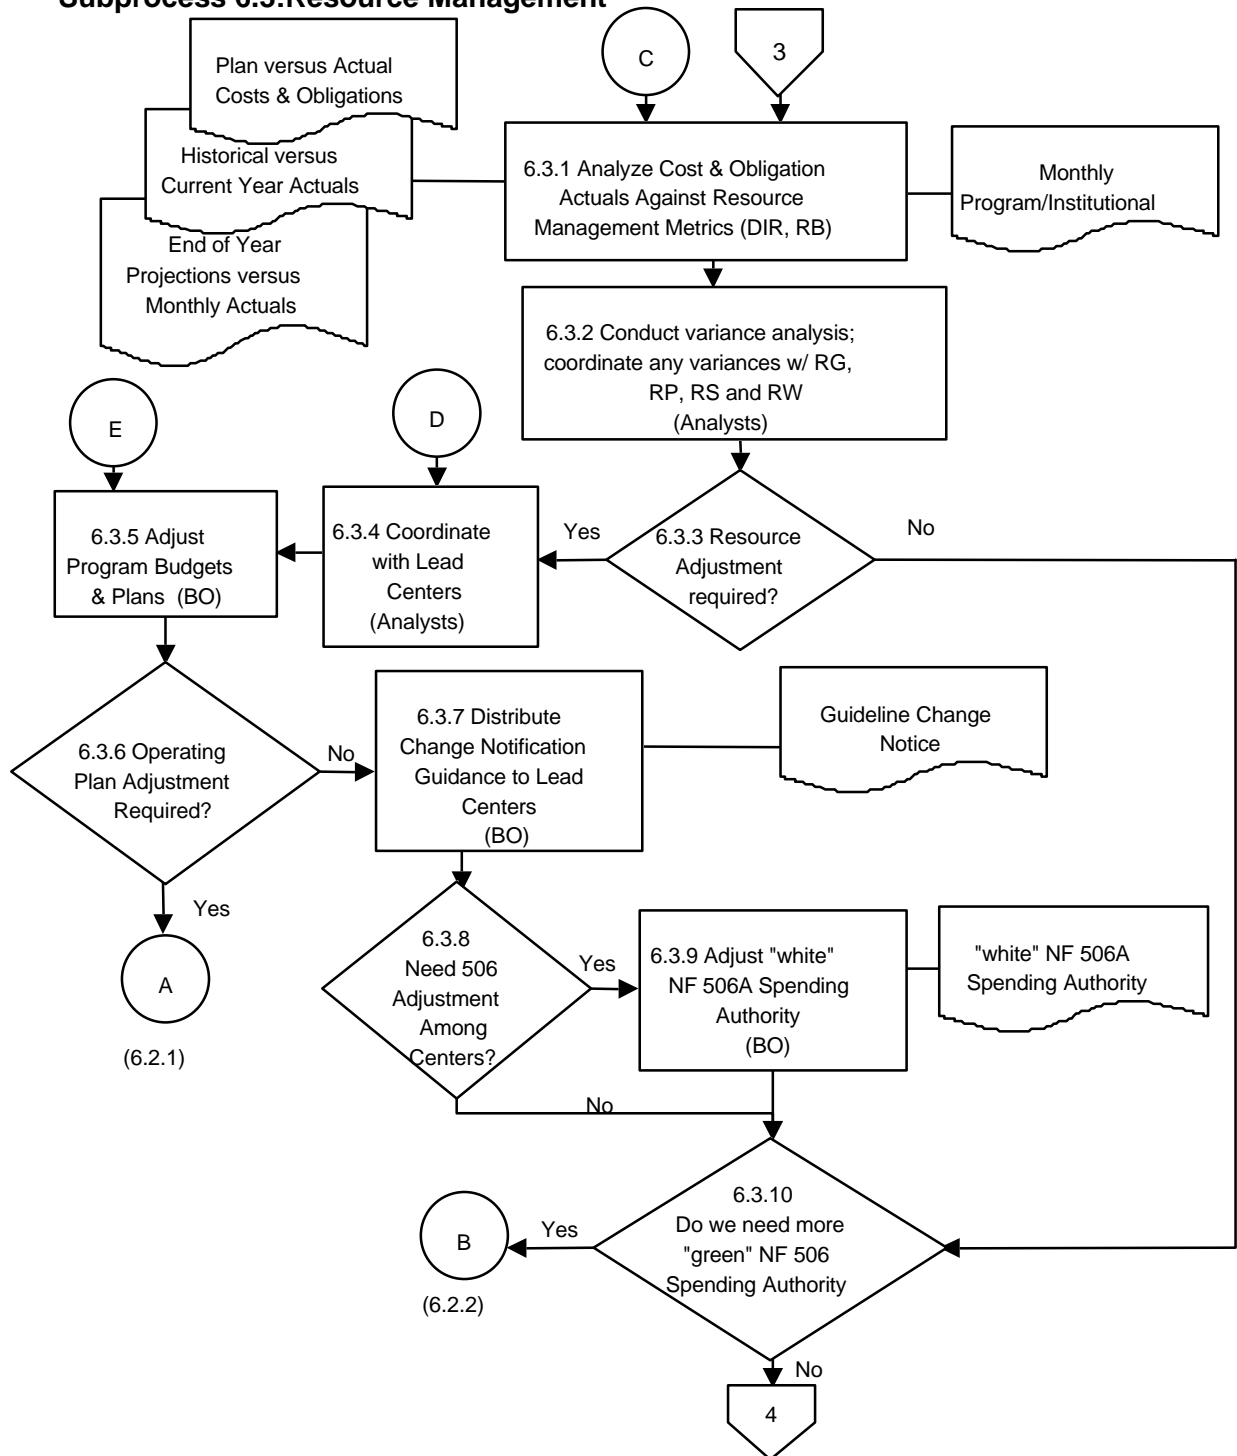 Subprocess 6.3:Resource Management
Plan versus Actual
Costs & Obligations
C
3
Historical versus
Current Year Actuals
6.3.1 Analyze Cost & Obligation
Actuals Against Resource
Management Metrics (DIR, RB)
Monthly
Program/Institutional
End of Year
Projections versus
Monthly Actuals
6.3.2 Conduct variance analysis;
coordinate any variances w/ RG,
RP, RS and RW
(Analysts)
E
D
6.3.5 Adjust
Program Budgets
& Plans (BO)
6.3.4 Coordinate
with Lead
Centers
(Analysts)
Yes
6.3.3 Resource
Adjustment
required?
No
6.3.6 Operating
Plan Adjustment
Required?
No
6.3.7 Distribute
Change Notification
Guidance to Lead
Centers
(BO)
Guideline Change
Notice
Yes
A
(6.2.1)
6.3.8
Need 506
Adjustment
Among
Centers?
Yes
6.3.9 Adjust "white"
NF 506A Spending
Authority
(BO)
"white" NF 506A
Spending Authority
No
6.3.10
Do we need more
"green" NF 506
Spending Authority
Yes
B
(6.2.2)
No
4